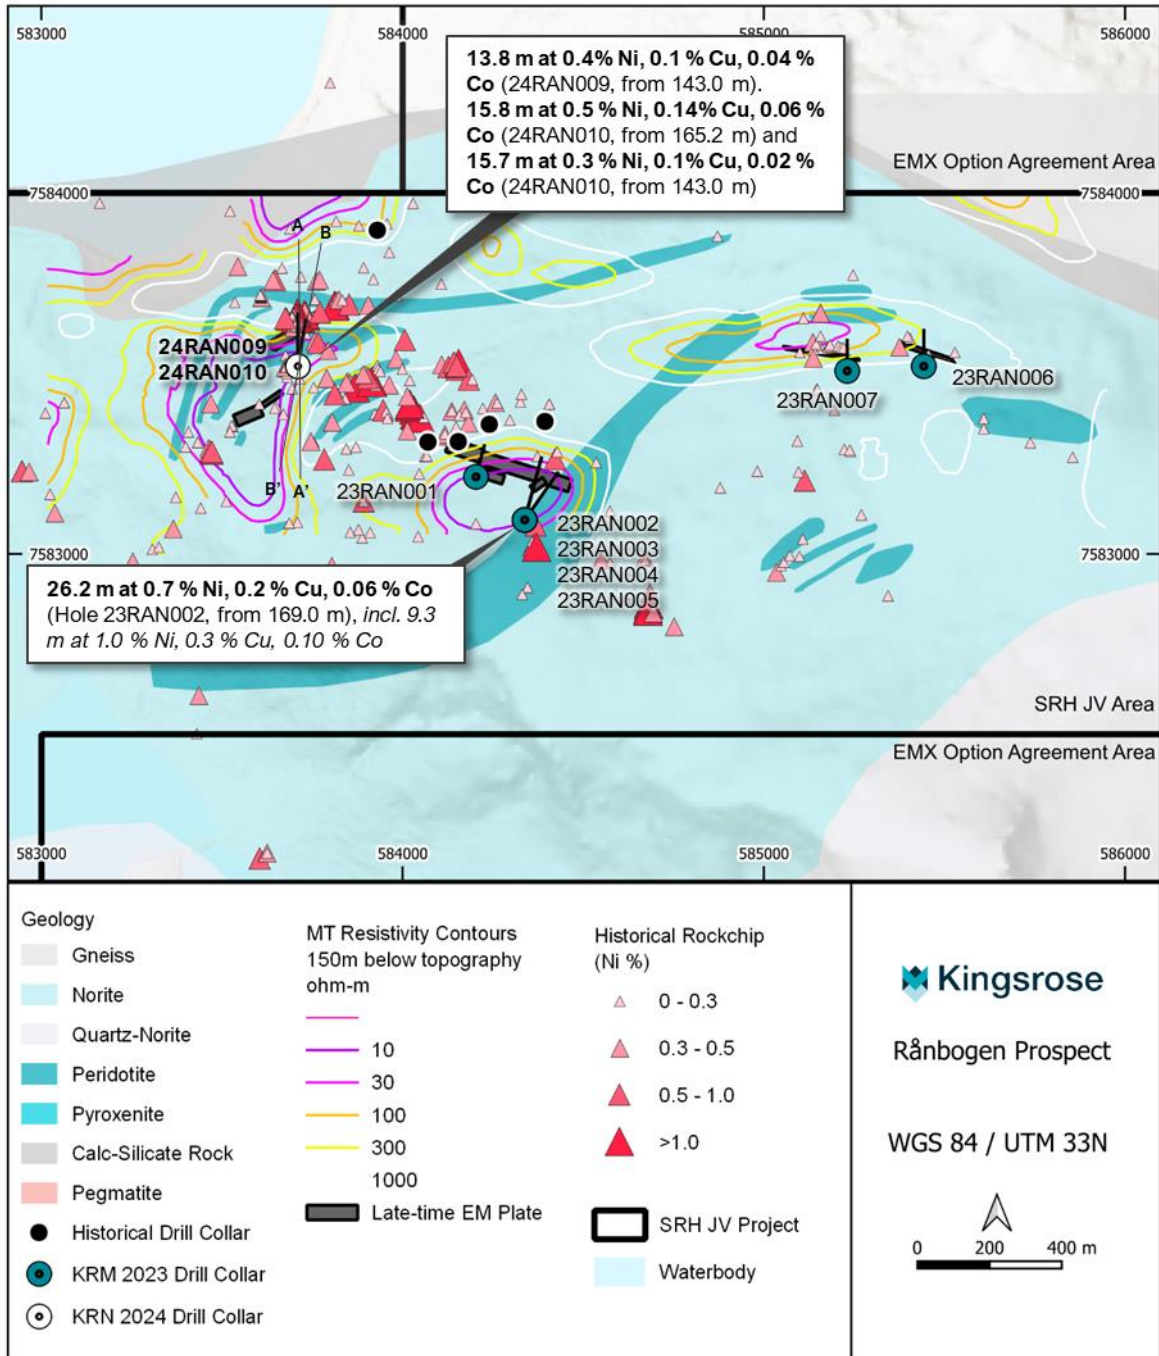 583000
584000
585000
586000
13.8 m at 0.4% Ni, 0.1 % Cu, 0.04 %
Co (24RAN009, from 143.0 m).
15.8 m at 0.5 % Ni, 0.14% Cu, 0.06 %
Co (24RAN010, from 165.2 m) and
15.7 m at 0.3 % Ni, 0.1% Cu, 0.02 %
Co (24RAN010, from 143.0 m)
EMX Option Agreement Area
7584000
7584000
A
B
24RAN009
24RAN010
23RAN006
23RAN007
B'
A'
23RAN001
23RAN002
23RAN003
23RAN004
23RAN005
7583000
7583000
26.2 m at 0.7 % Ni, 0.2 % Cu, 0.06 % Co
(Hole 23RAN002, from 169.0 m), incl. 9.3
m at 1.0 % Ni, 0.3 % Cu, 0.10 % Co
SRH JV Area
EMX Option Agreement Area
583000
584000
585000
586000
Geology
Gneiss
Norite
Quartz-Norite
Peridotite
Pyroxenite
Calc-Silicate Rock
Pegmatite
Historical Drill Collar
KRM 2023 Drill Collar
KRN 2024 Drill Collar
MT Resistivity Contours
150m below topography
ohm-m
10
30
100
300
1000
Late-time EM Plate
Historical Rockchip
(Ni %)
0 - 0.3
0.3 - 0.5
0.5 - 1.0
>1.0
SRH JV Project
Waterbody
Kingsrose
Rånbogen Prospect
WGS 84 / UTM 33N
0 200 400 m